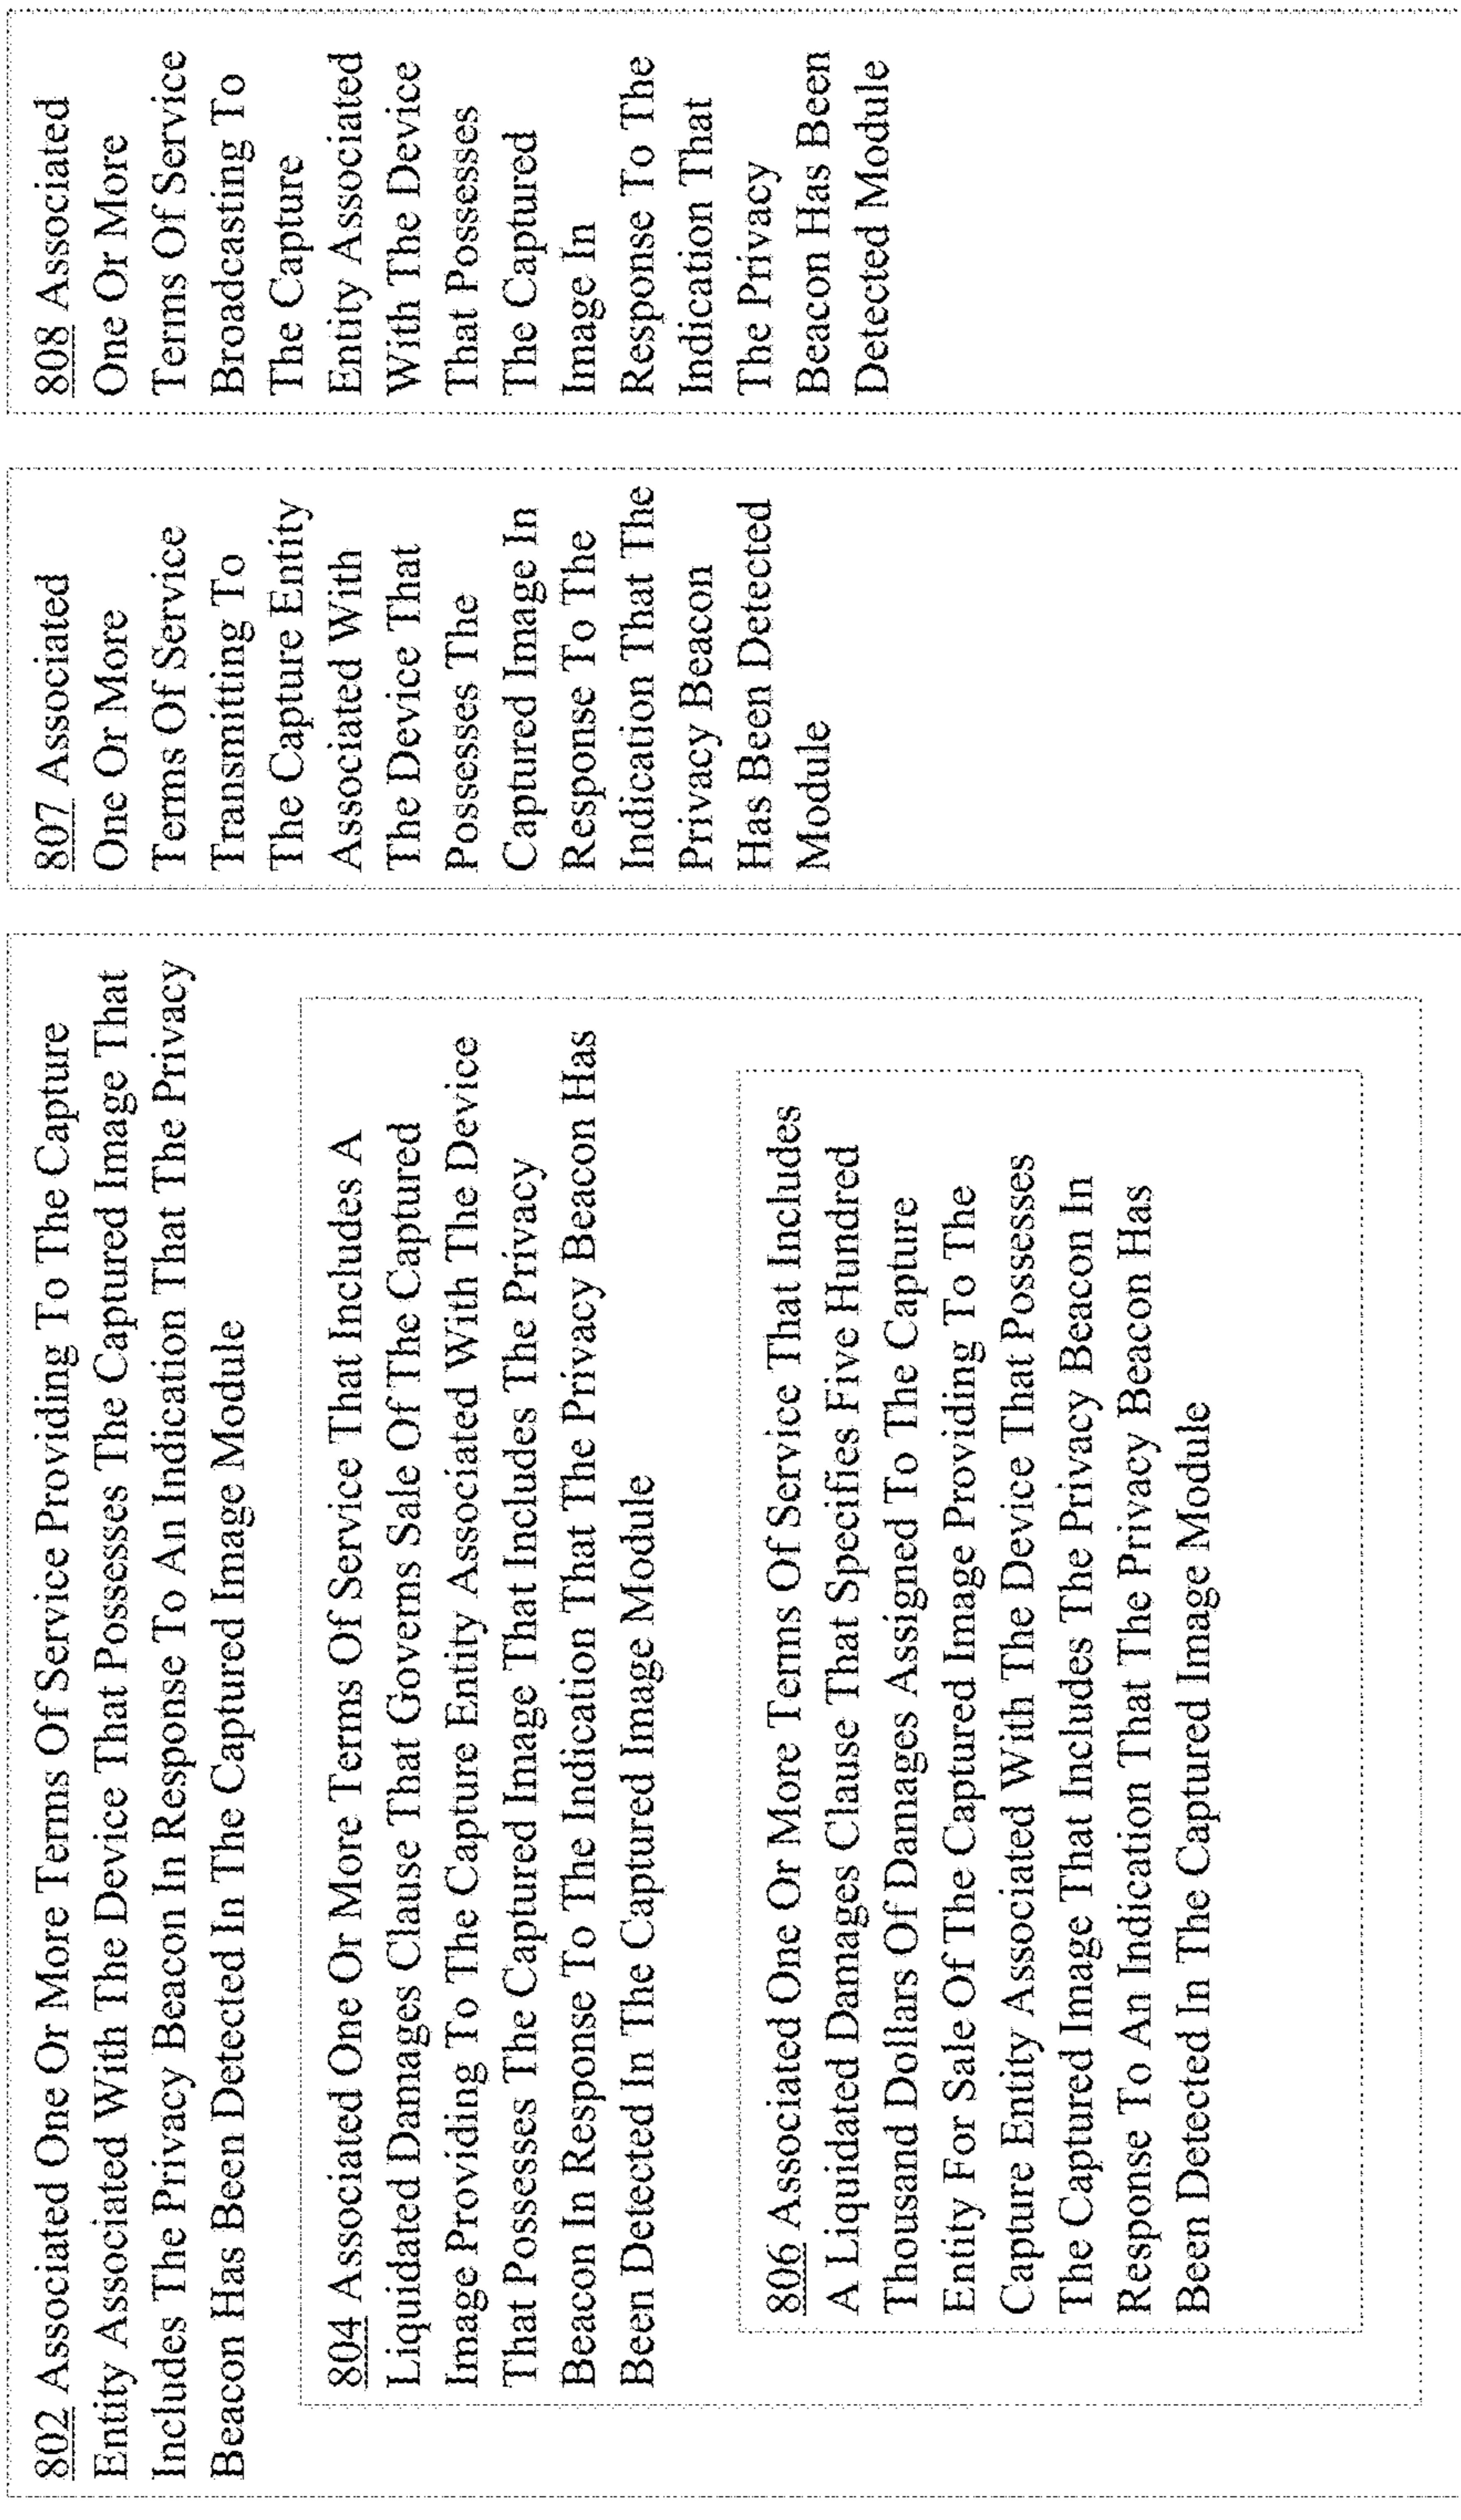 802 Associated One Or More Terms Of Service Providing To The Capture
Entity Associated With The Device That Possesses The Captured Image That
Includes The Privacy Beacon In Response To An Indication That The Privacy
Beacon Has Been Detected In The Captured Image Module
804 Associated One Or More Terms Of Service That Includes A
Liquidated Damages Clause That Governs Sale Of The Captured
Image Providing To The Capture Entity Associated With The Device
That Possesses The Captured Image That Includes The Privacy
Beacon In Response To The Indication That The Privacy Beacon Has
Been Detected In The Captured Image Module
806 Associated One Or More Terms Of Service That Includes
A Liquidated Damages Clause That Specifies Five Hundred
Thousand Dollars Of Damages Assigned To The Capture
Entity For Sale Of The Captured Image Providing To The
Capture Entity Associated With The Device That Possesses
The Captured Image That Includes The Privacy Beacon In
Response To An Indication That The Privacy Beacon Has
Been Detected In The Captured Image Module
807 Associated
One Or More
Terms Of Service
Transmitting To
The Capture Entity
Associated With
The Device That
Possesses The
Captured Image In
Response To The
Indication That The
Privacy Beacon
Has Been Detected
Module
808 Associated
One Or More
Terms Of Service
Broadcasting To
The Capture
Entity Associated
With The Device
That Possesses
The Captured
Image In
Response To The
Indication That
The Privacy
Beacon Has Been
Detected Module